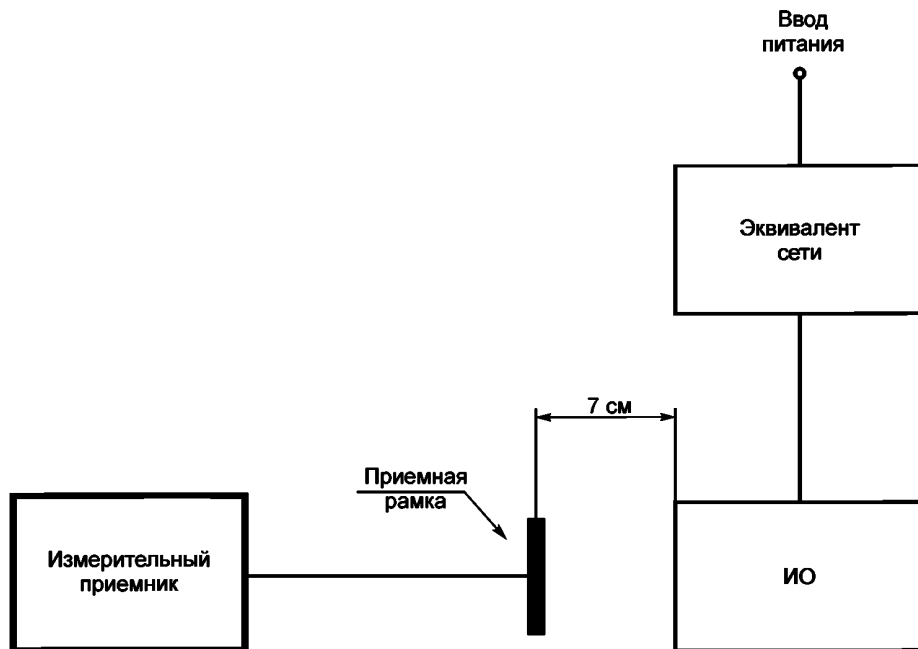 Ввод
питания
Эквивалент
сети
7 см
Приемная
рамка
Измерительный
приемник
ИО